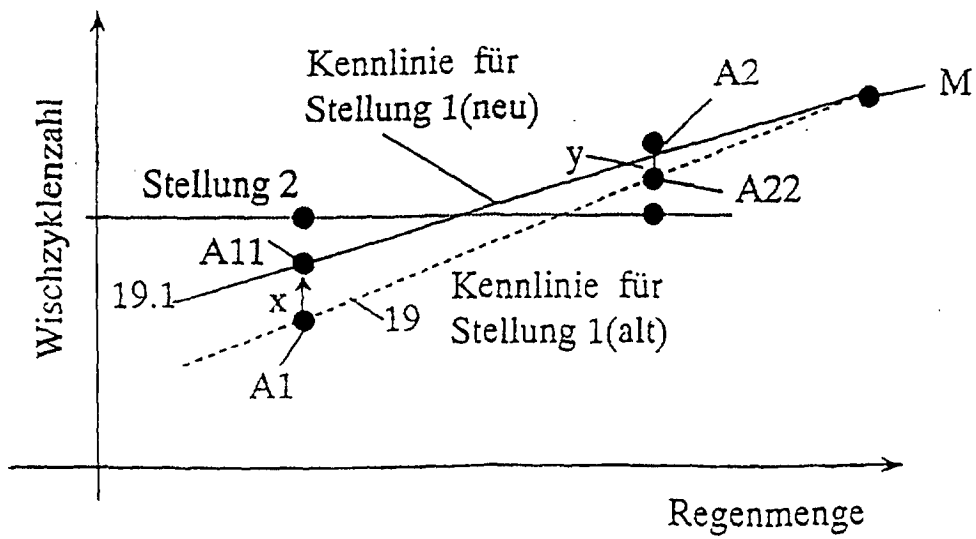 Kennlinie für
Stellung 1(neu)
A2
M
y
Stellung 2
A22
A11
19.1
x
19
Kennlinie für
Stellung 1(alt)
A1
Wischzyklenzahl
Regenmenge